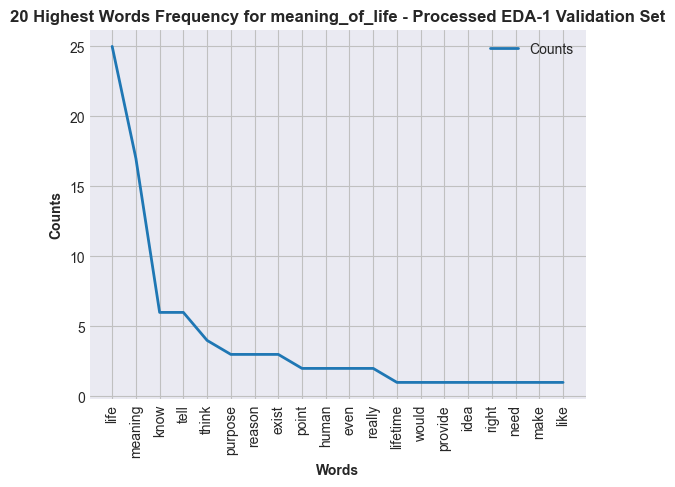 20 Highest Words Frequency for meaning_of_life - Processed EDA-1 Validation Set
Counts
25
20
15
10
5
0
Counts
life
meaning
know
tell
think
purpose
reason
exist
point
human
even
really
lifetime
would
provide
idea
right
need
make
like
Words